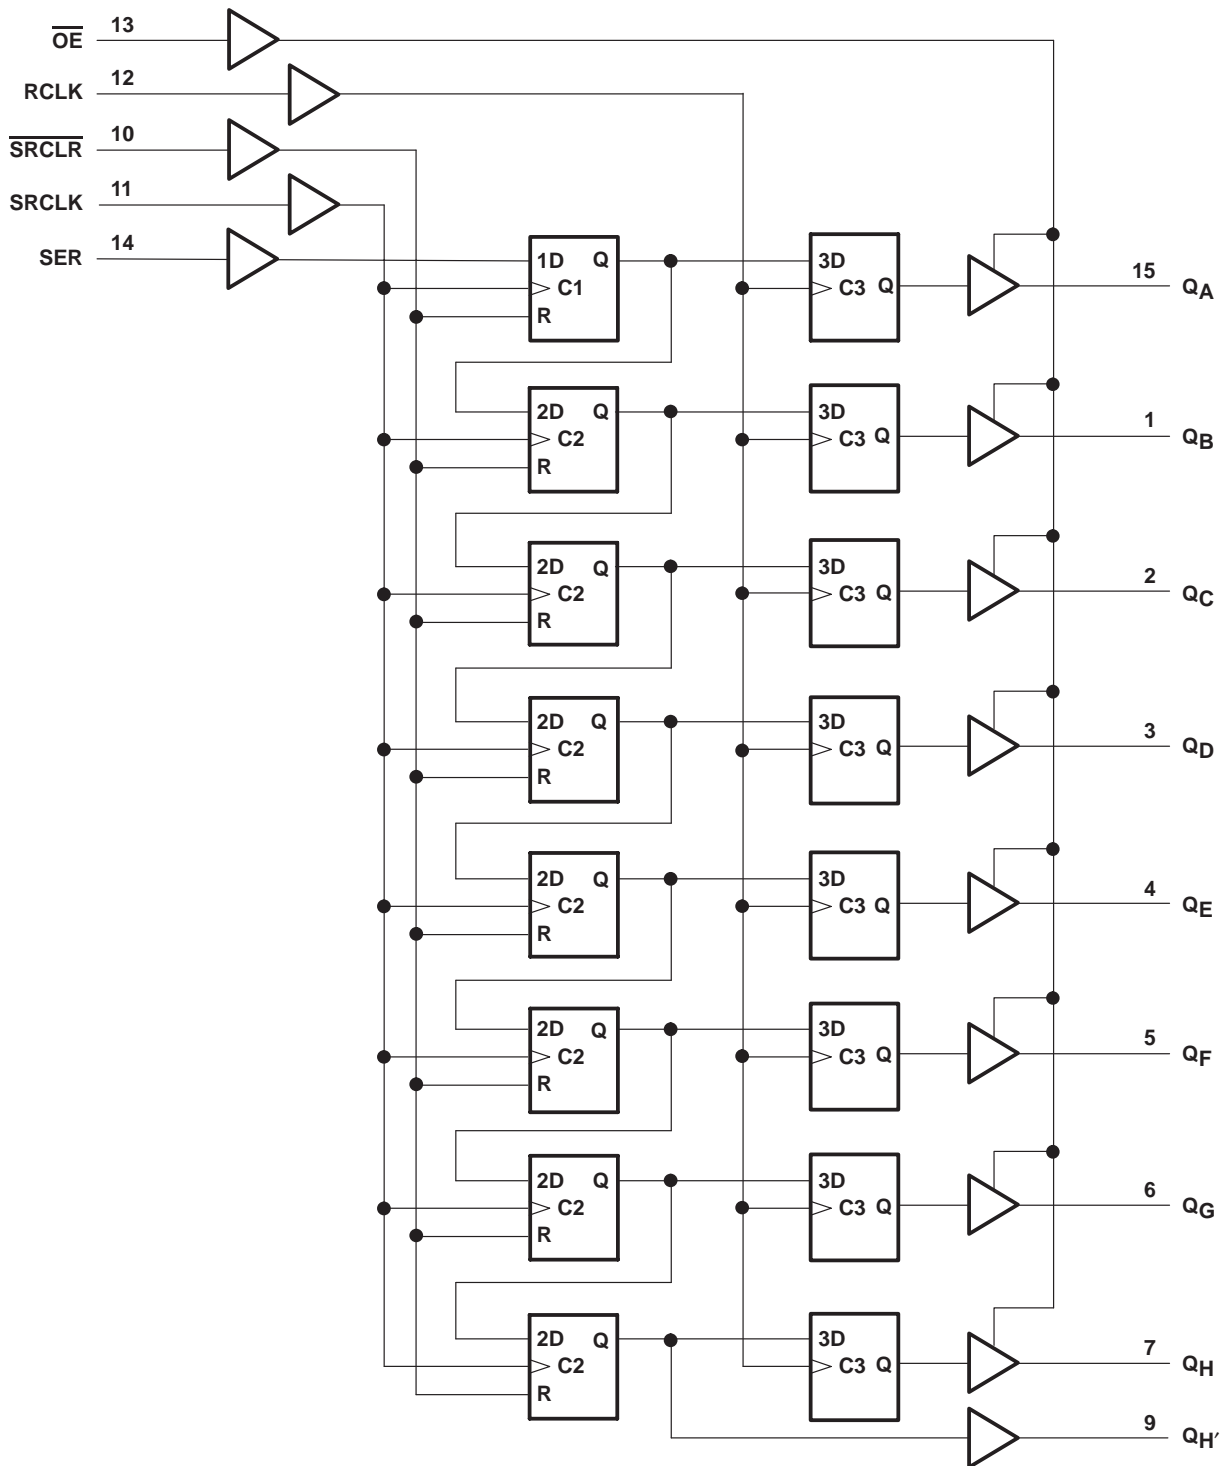 OE 13
RCLK 12
SRCLR 10
SRCLK 11
SER 14
1D Q 3D
C1 C3 Q 15 QA
R
2D Q 3D
C2 C3 Q 1 QB
R
2D Q 3D
C2 C3 Q 2 QC
R
2D Q 3D
C2 C3 Q 3 QD
R
2D Q 3D
C2 C3 Q 4 QE
R
2D Q 3D
C2 C3 Q 5 QF
R
2D Q 3D
C2 C3 Q 6 QG
R
2D Q 3D
C2 C3 Q 7 QH
R
9 QH′